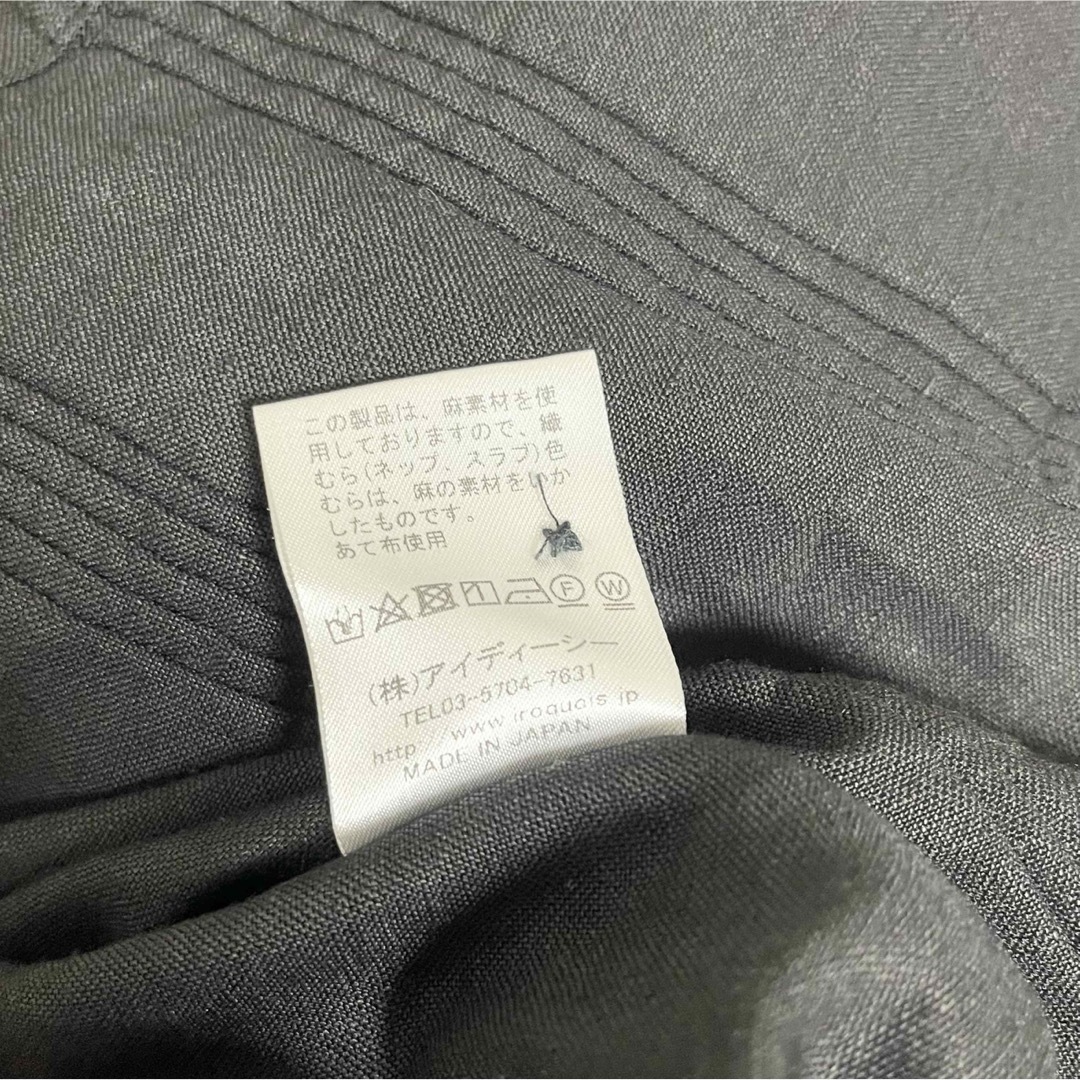 この製品は、麻素材を使
用しておりますので、織
むら(ネップ、スラブ)色
むらは、麻の素材をいか
したものです。
あて布使用
F W
(株)アイディーシー
TEL03-5704-7631
http://www.iroquois.jp
MADE IN JAPAN